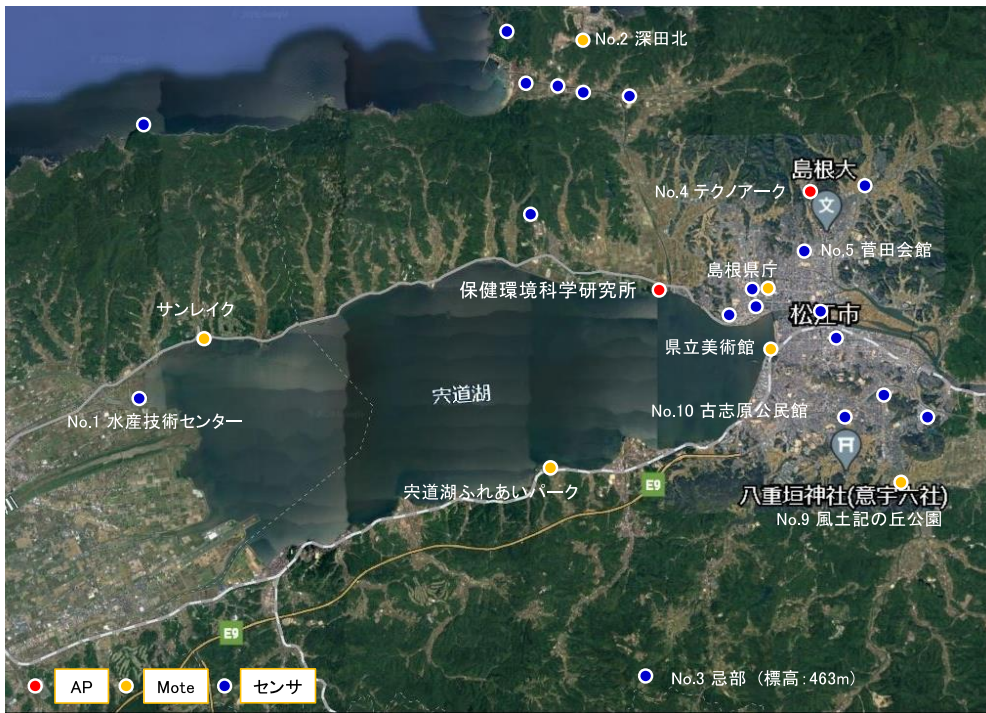 No.2 深田北
島根大
No.4 テクノアーク
文
No.5 菅田会館
島根県庁
保健環境科学研究所
サンレイク
松江市
県立美術館
宍道湖
No.1 水産技術センター
No.10 古志原公民館
宍道湖ふれあいパーク
E9
八重垣神社(意宇六社)
No.9 風土記の丘公園
川
E9
No.3 忌部 (標高:463m)
AP
Mote
センサ